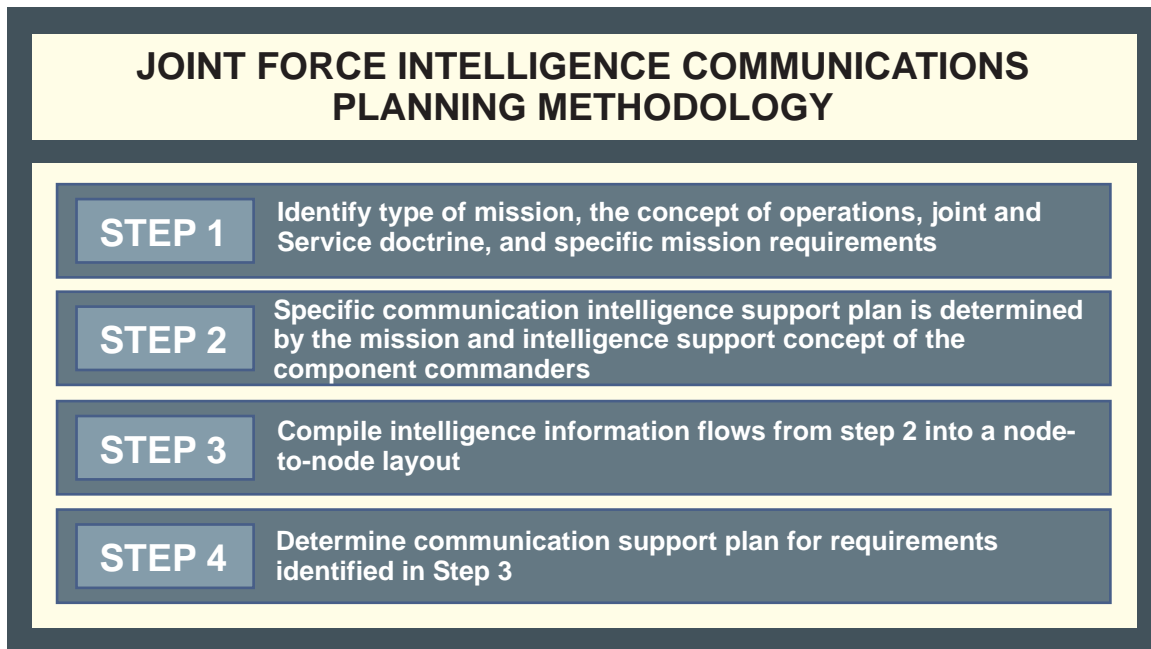 JOINT FORCE INTELLIGENCE COMMUNICATIONS
PLANNING METHODOLOGY
STEP 1
Identify type of mission, the concept of operations, joint and
Service doctrine, and specific mission requirements
STEP 2
Specific communication intelligence support plan is determined
by the mission and intelligence support concept of the
component commanders
STEP 3
Compile intelligence information flows from step 2 into a node-
to-node layout
STEP 4
Determine communication support plan for requirements
identified in Step 3